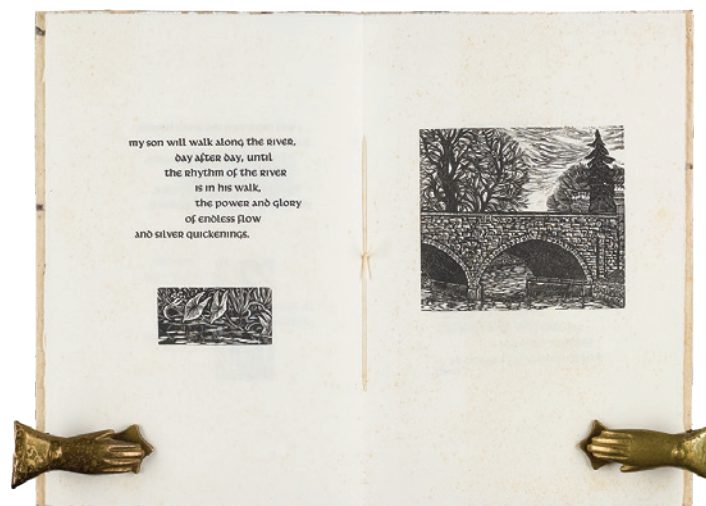 my son will walk along the river,
day after day, until
the rhythm of the river
is in his walk,
the power and glory
of endless flow
and silver quickenings.